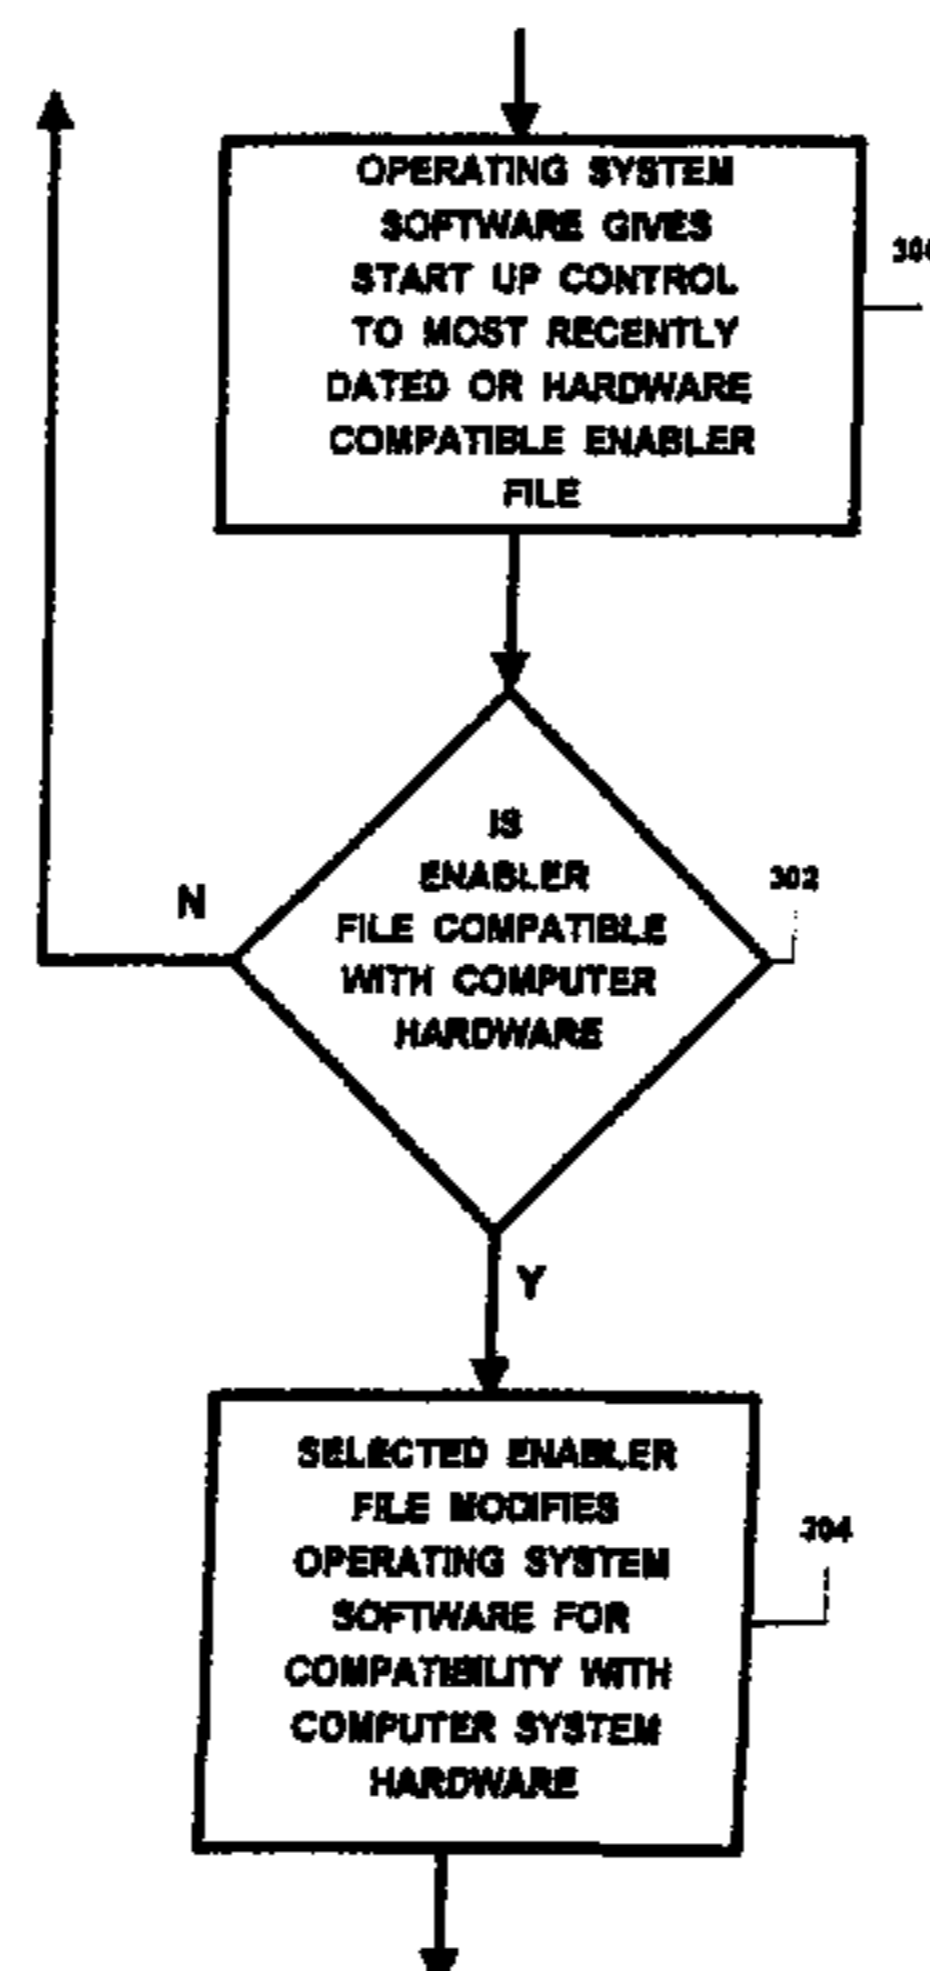 OPERATING SYSTEM
SOFTWARE GIVES
START UP CONTROL
TO MOST RECENTLY
DATED OR HARDWARE
COMPATIBLE ENABLER
FILE
IS
ENABLER
FILE COMPATIBLE
WITH COMPUTER
HARDWARE
302
N
Y
SELECTED ENABLER
FILE MODIFIES
OPERATING SYSTEM
SOFTWARE FOR
COMPATIBILITY WITH
COMPUTER SYSTEM
HARDWARE
304